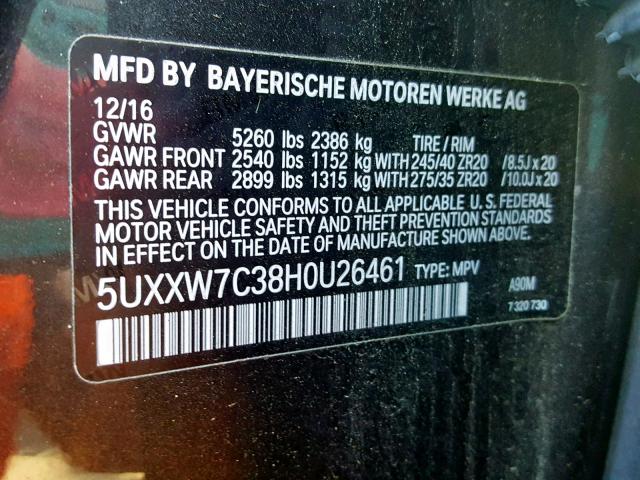 MFD BY BAYERISCHE MOTOREN WERKE AG
12/16
GVWR 5260 lbs 2386 kg TIRE / RIM
GAWR FRONT 2540 lbs 1152 kg WITH 245/40 ZR20 / 8.5J x 20
GAWR REAR 2899 lbs 1315 kg WITH 275/35 ZR20 / 10.0J x 20
THIS VEHICLE CONFORMS TO ALL APPLICABLE U. S. FEDERAL
MOTOR VEHICLE SAFETY AND THEFT PREVENTION STANDARDS
IN EFFECT ON THE DATE OF MANUFACTURE SHOWN ABOVE.
5UXXW7C38H0U26461 TYPE: MPV A90M
7320730